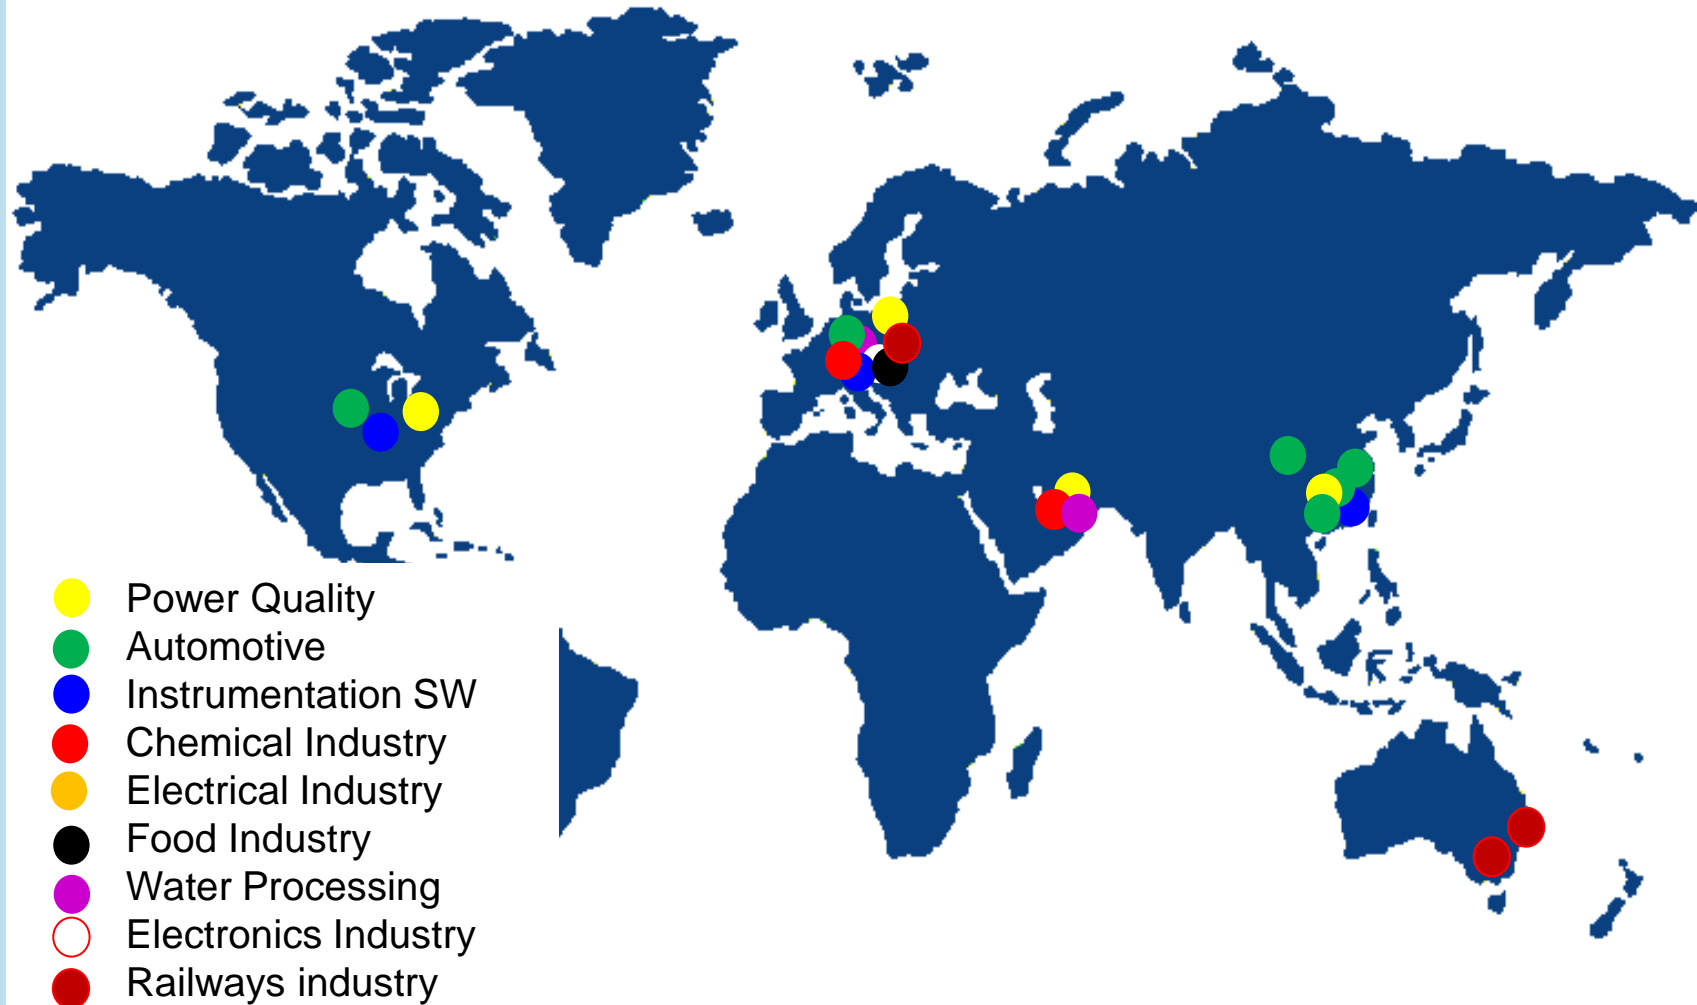 Power Quality
Automotive
Instrumentation SW
Chemical Industry
Electrical Industry
Food Industry
Water Processing
Electronics Industry
Railways industry